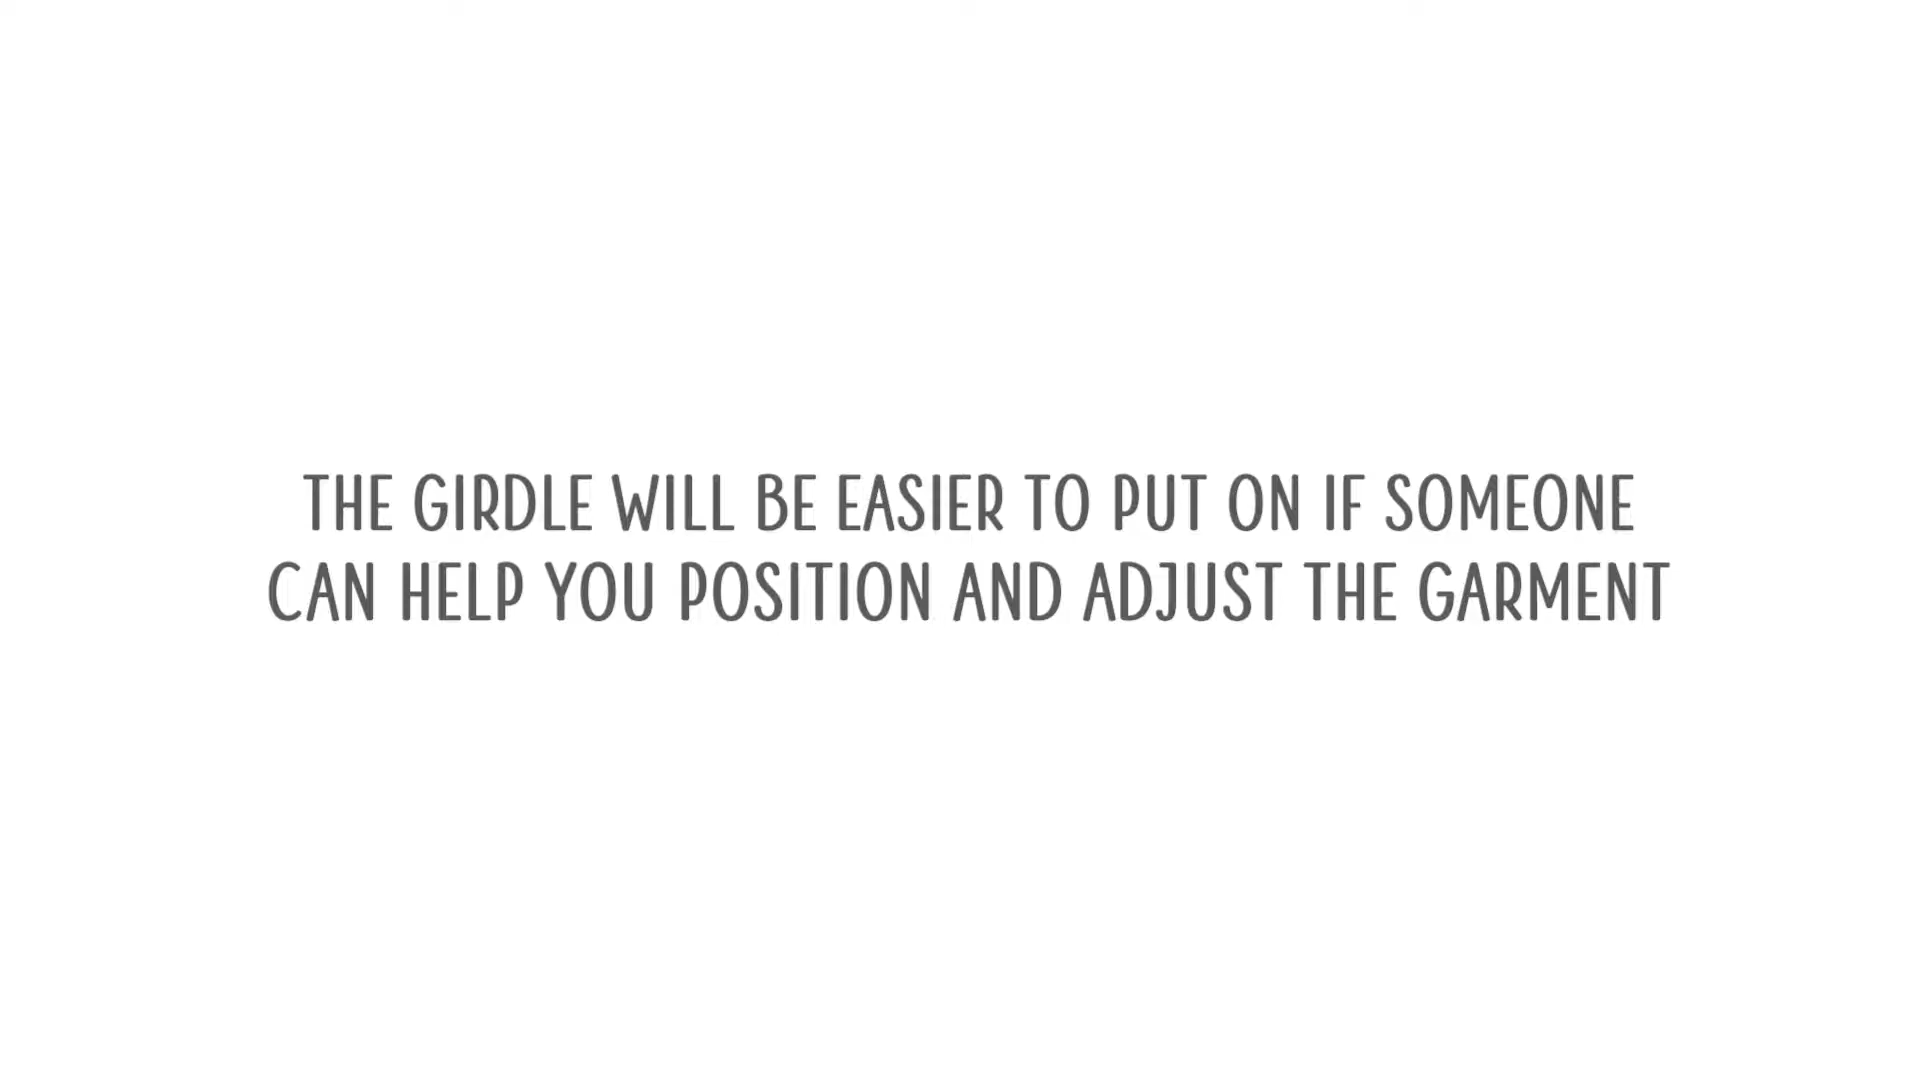 THE GIRDLE WILL BE EASIER TO PUT ON IF SOMEONE
CAN HELP YOU POSITION AND ADJUST THE GARMENT